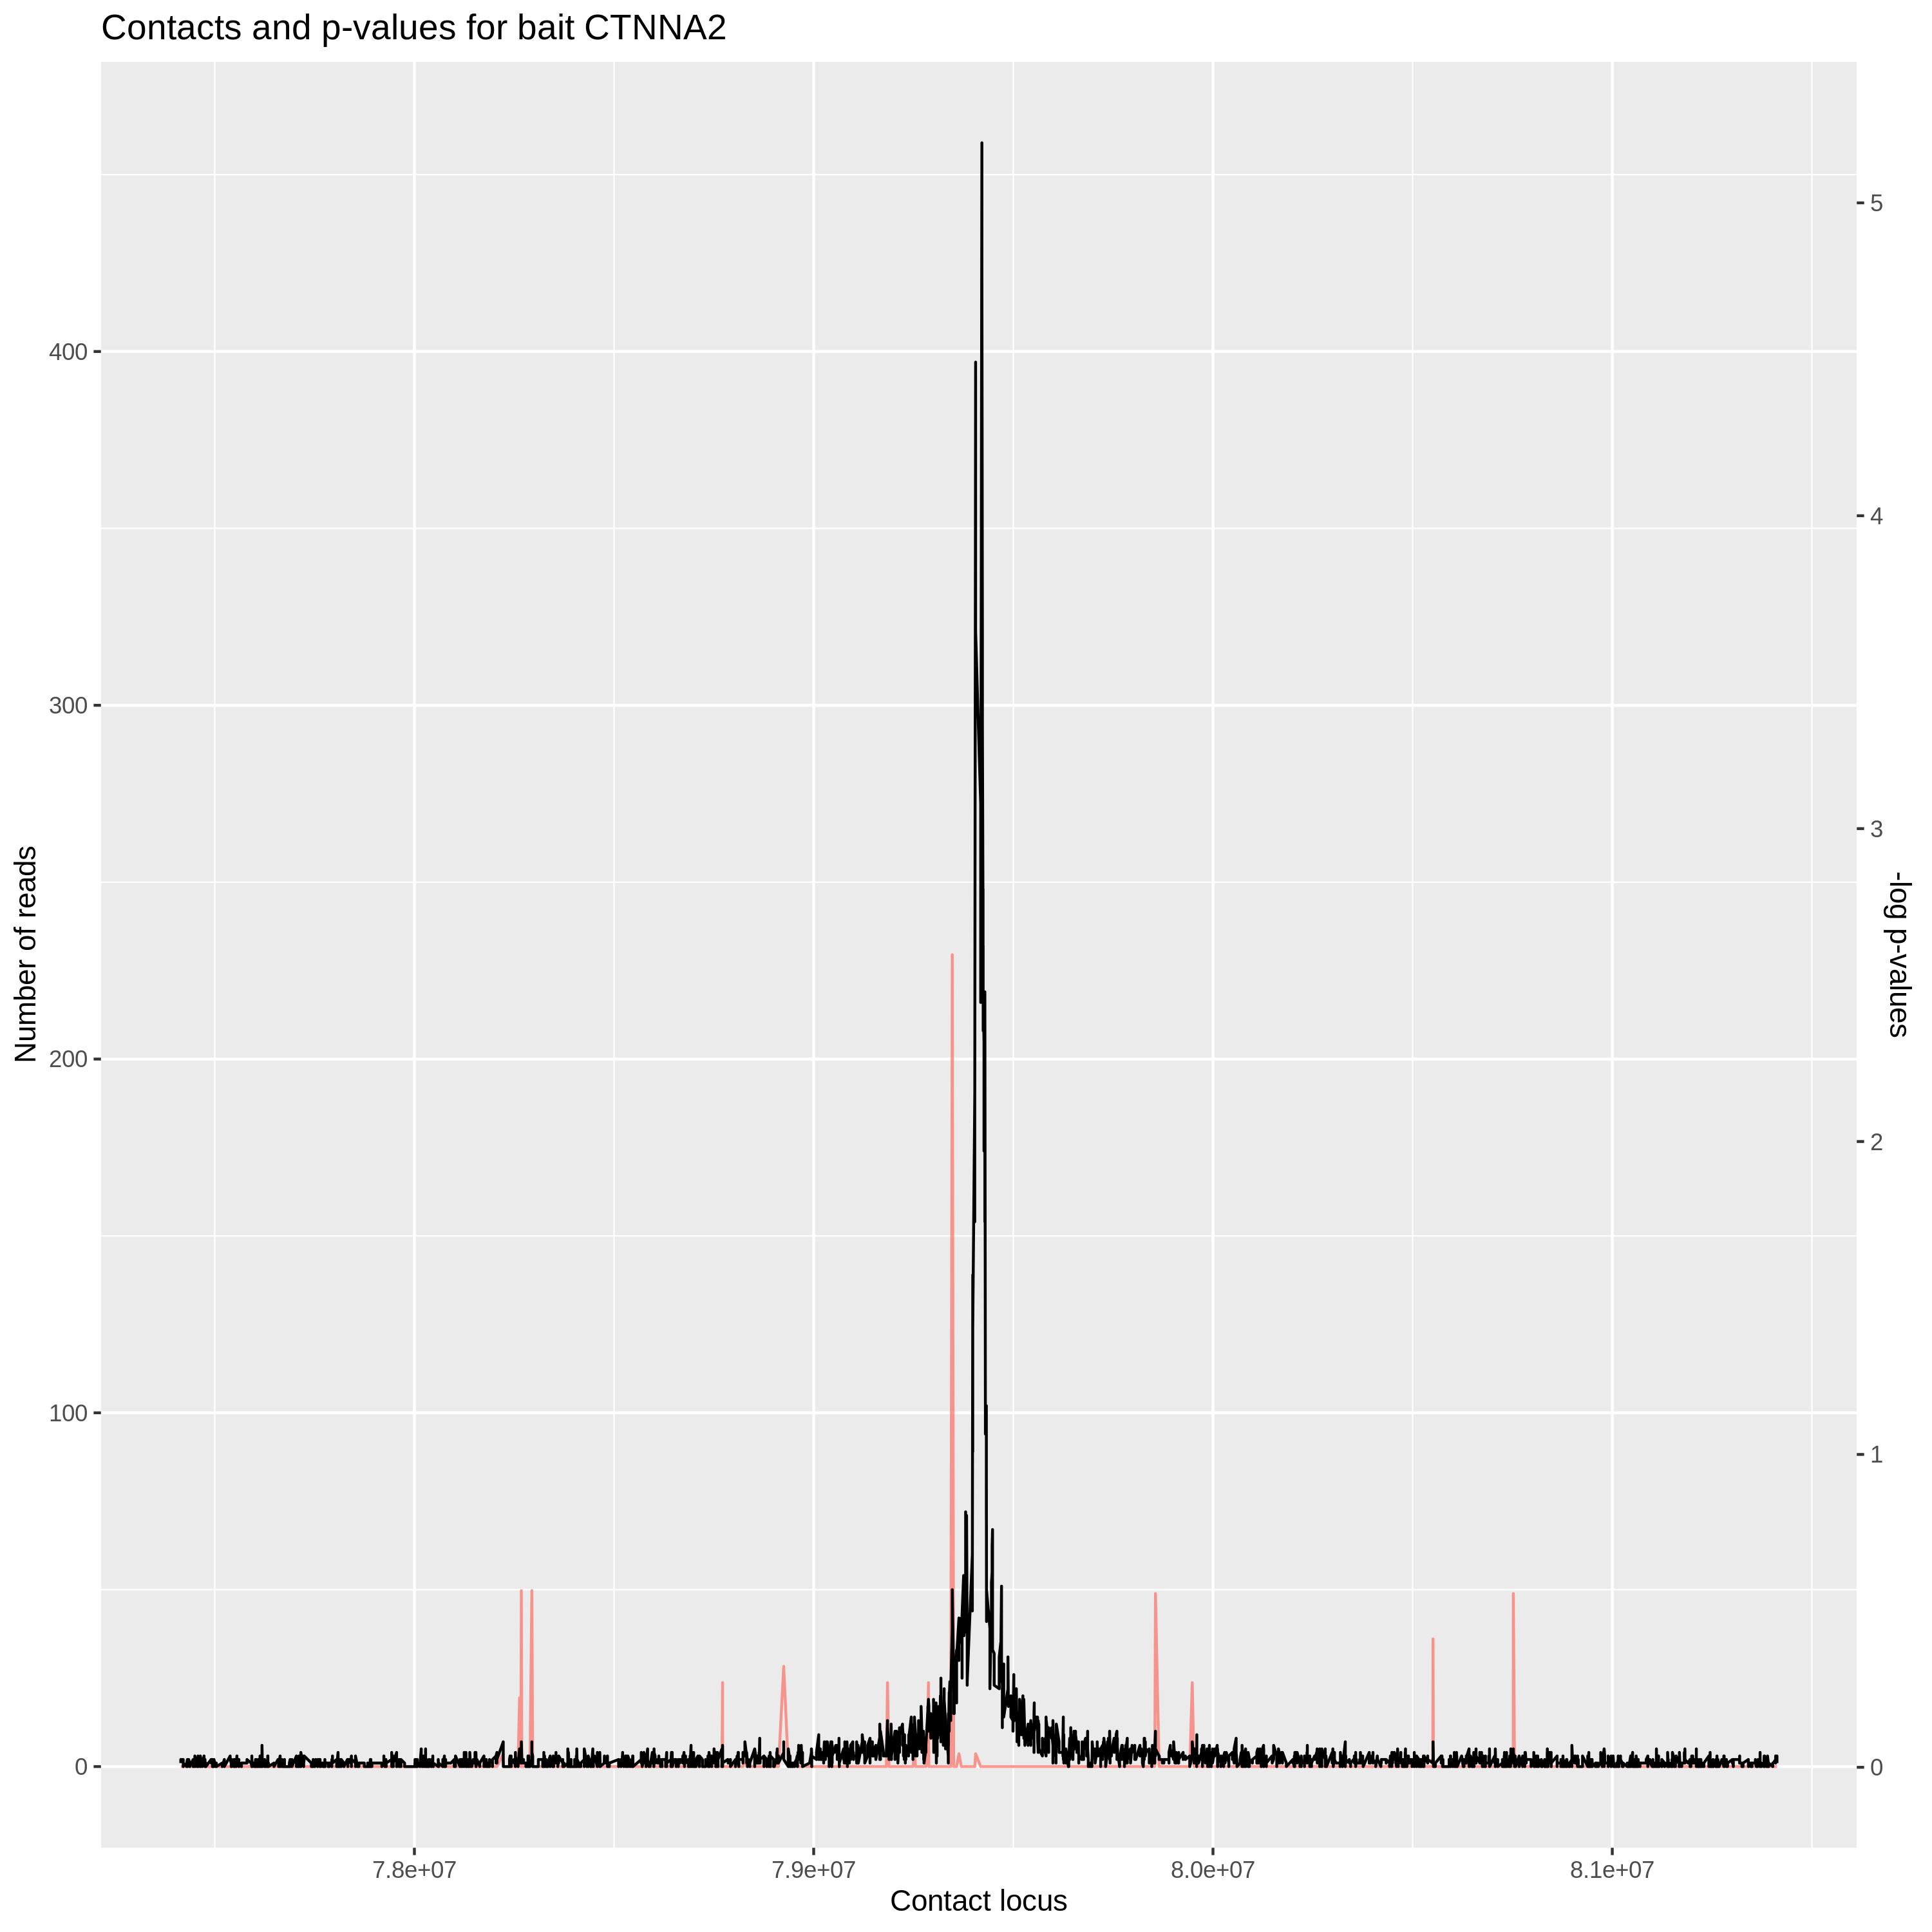 Contacts and p-values for bait CTNNA2
Number of reads
400
300
200
100
0
5
4
3
2
1
0
-log p-values
7.8e+07
7.9e+07
8.0e+07
8.1e+07
Contact locus